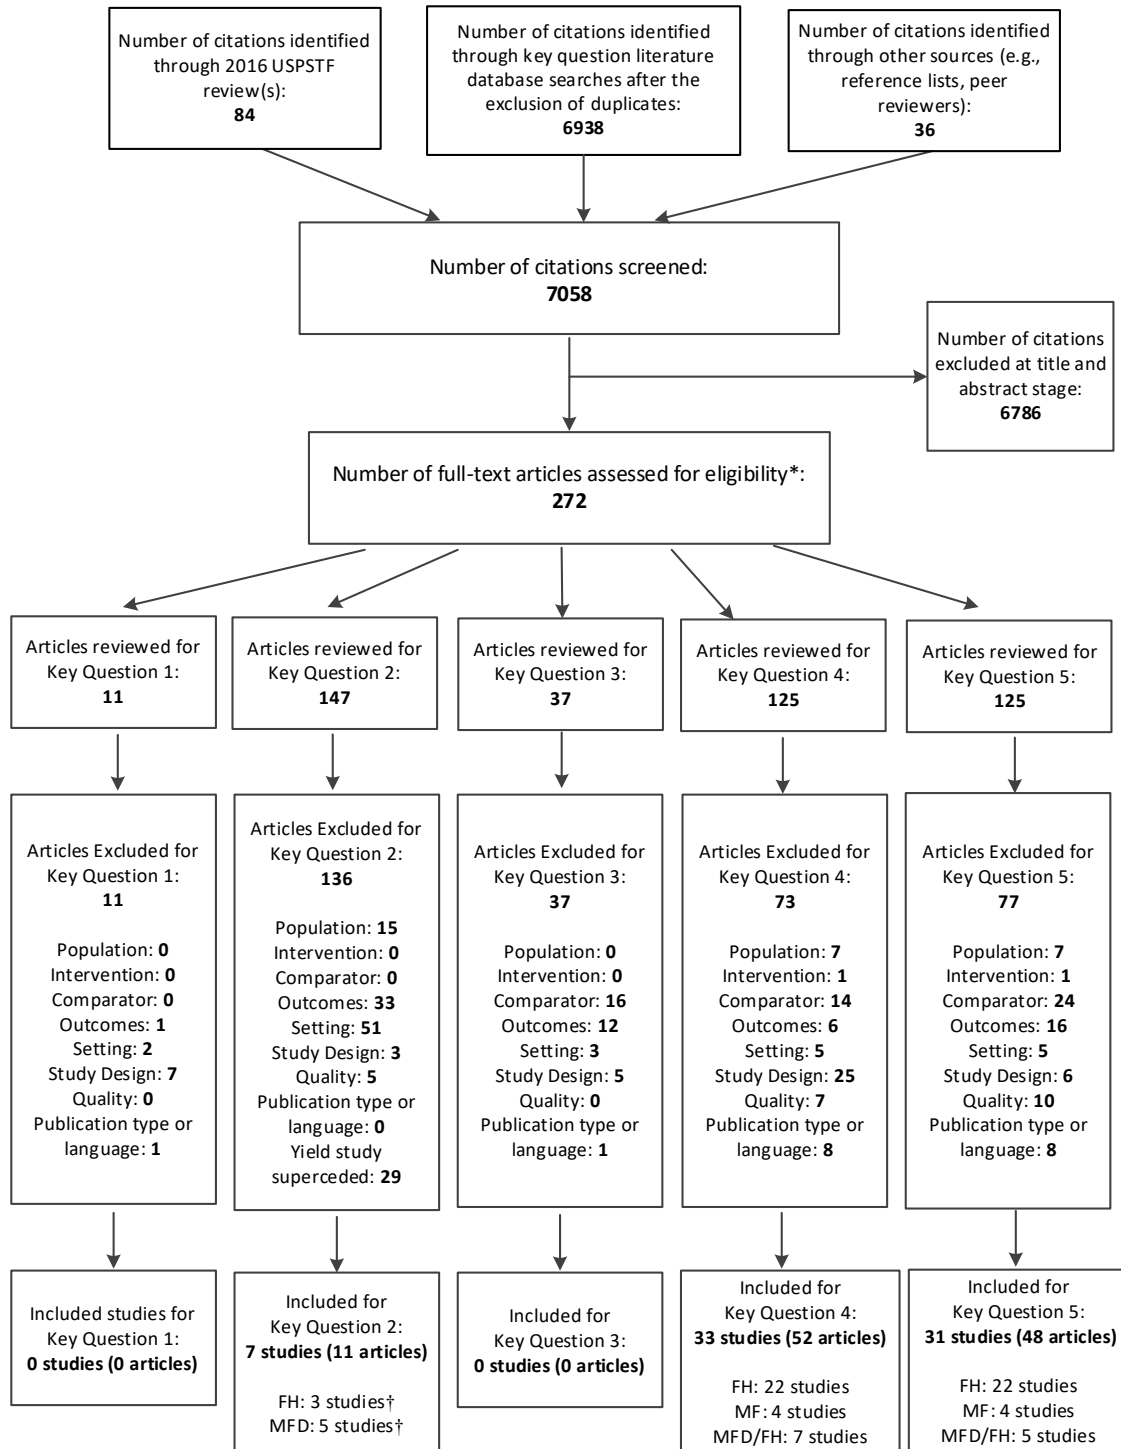 Number of citations identified
through 2016 USPSTF
review(s):
84
Number of citations identified
through key question literature
database searches after the
exclusion of duplicates:
6938
Number of citations identified
through other sources (e.g.,
reference lists, peer
reviewers):
36
Number of citations screened:
7058
Number of citations
excluded at title and
abstract stage:
6786
Number of full-text articles assessed for eligibility*:
272
Articles reviewed for
Key Question 1:
11
Articles reviewed for
Key Question 2:
147
Articles reviewed for
Key Question 3:
37
Articles reviewed for
Key Question 4:
125
Articles reviewed for
Key Question 5:
125
Articles Excluded for
Key Question 1:
11
Population: 0
Intervention: 0
Comparator: 0
Outcomes: 1
Setting: 2
Study Design: 7
Quality: 0
Publication type or
language: 1
Articles Excluded for
Key Question 2:
136
Population: 15
Intervention: 0
Comparator: 0
Outcomes: 33
Setting: 51
Study Design: 3
Quality: 5
Publication type or
language: 0
Yield study
superceded: 29
Articles Excluded for
Key Question 3:
37
Population: 0
Intervention: 0
Comparator: 16
Outcomes: 12
Setting: 3
Study Design: 5
Quality: 0
Publication type or
language: 1
Articles Excluded for
Key Question 4:
73
Population: 7
Intervention: 1
Comparator: 14
Outcomes: 6
Setting: 5
Study Design: 25
Quality: 7
Publication type or
language: 8
Articles Excluded for
Key Question 5:
77
Population: 7
Intervention: 1
Comparator: 24
Outcomes: 16
Setting: 5
Study Design: 6
Quality: 10
Publication type or
language: 8
Included studies for
Key Question 1:
0 studies (0 articles)
Included for
Key Question 2:
7 studies (11 articles)
FH: 3 studies†
MFD: 5 studies†
Included for
Key Question 3:
0 studies (0 articles)
Included for
Key Question 4:
33 studies (52 articles)
FH: 22 studies
MF: 4 studies
MFD/FH: 7 studies
Included for
Key Question 5:
31 studies (48 articles)
FH: 22 studies
MF: 4 studies
MFD/FH: 5 studies